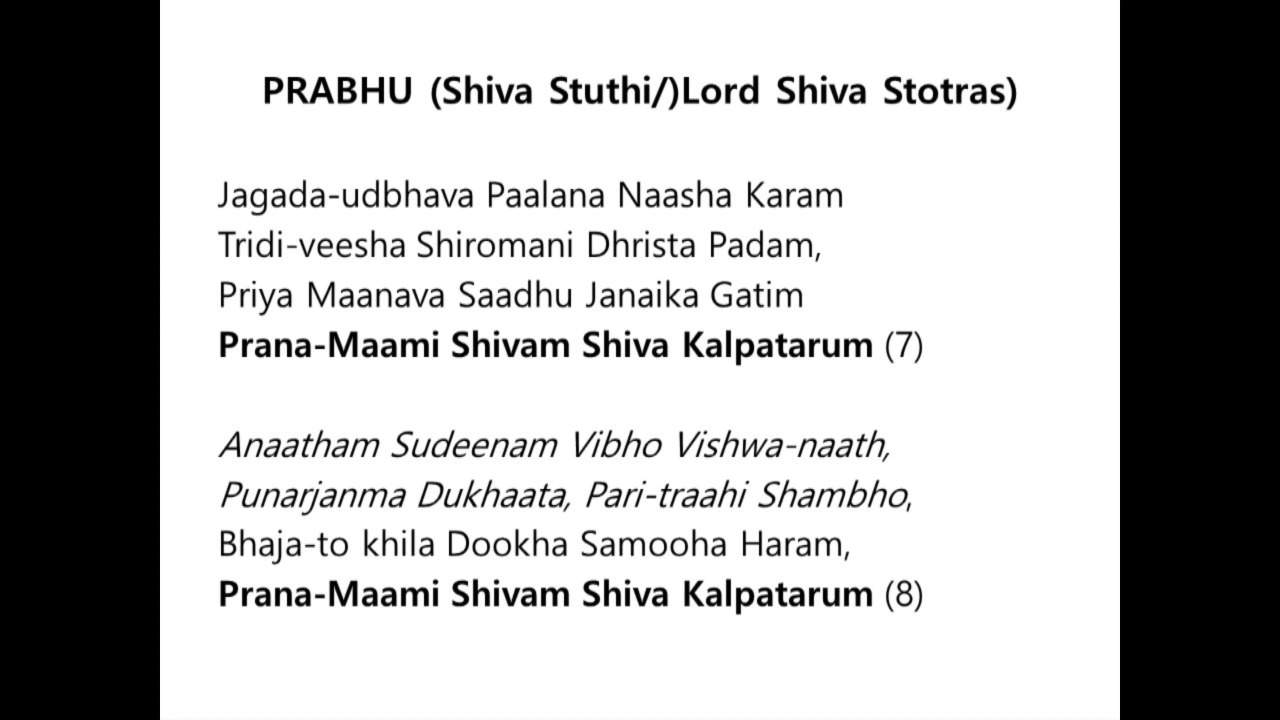 PRABHU (Shiva Stuthi/)Lord Shiva Stotras)
Jagada-udbhava Paalana Naasha Karam
Tridi-veesha Shiromani Dhrista Padam,
Priya Maanava Saadhu Janaika Gatim
Prana-Maami Shivam Shiva Kalpatarum (7)
Anaatham Sudeenam Vibho Vishwa-naath,
Punarjanma Dukhaata, Pari-traahi Shambho,
Bhaja-to khila Dookha Samooha Haram,
Prana-Maami Shivam Shiva Kalpatarum (8)